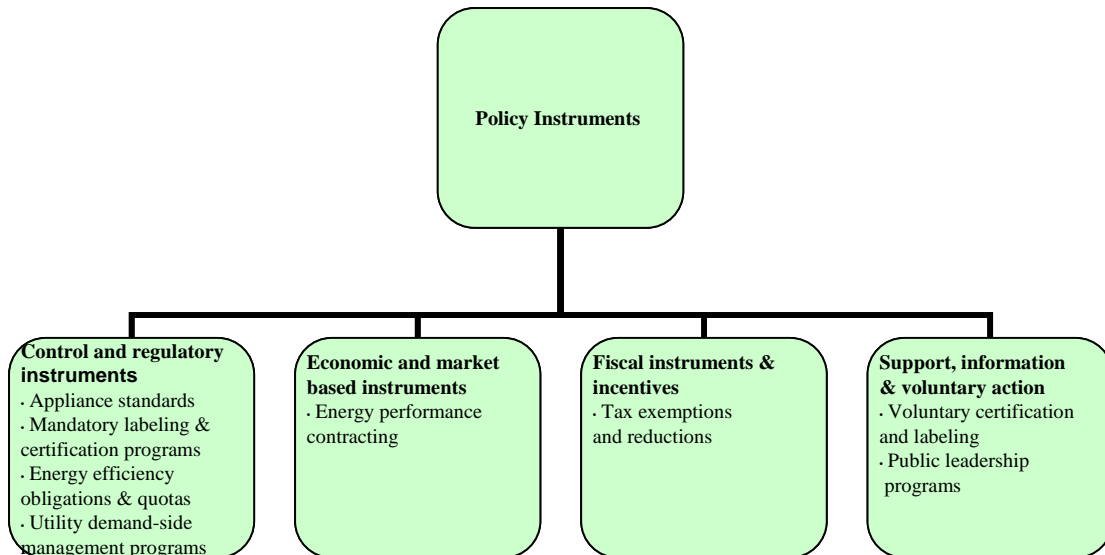 Policy Instruments
Control and regulatory
instruments
· Appliance standards
· Mandatory labeling &
certification programs
· Energy efficiency
obligations & quotas
· Utility demand-side
management programs
Economic and market
based instruments
· Energy performance
contracting
Fiscal instruments &
incentives
· Tax exemptions
and reductions
Support, information
& voluntary action
· Voluntary certification
and labeling
· Public leadership
programs